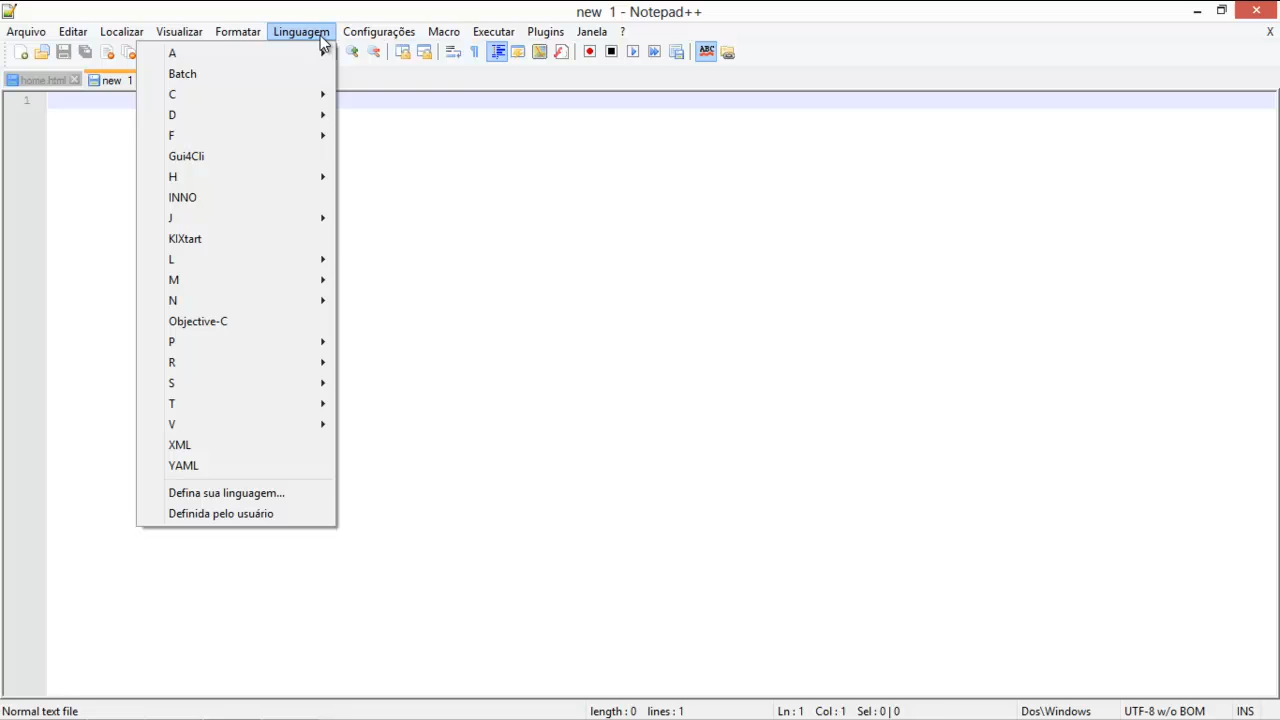 new 1 - Notepad++
Arquivo Editar Localizar Visualizar Formatar Linguagem Configurações Macro Executar Plugins Janela ? X
ABC
home.html new 1
1
A
Batch
C
D
F
Gui4Cli
H
INNO
J
KIXtart
L
M
N
Objective-C
P
R
S
T
V
XML
YAML
Defina sua linguagem...
Definida pelo usuário
Normal text file length : 0 lines : 1 Ln : 1 Col : 1 Sel : 0 | 0 Dos\Windows UTF-8 w/o BOM INS